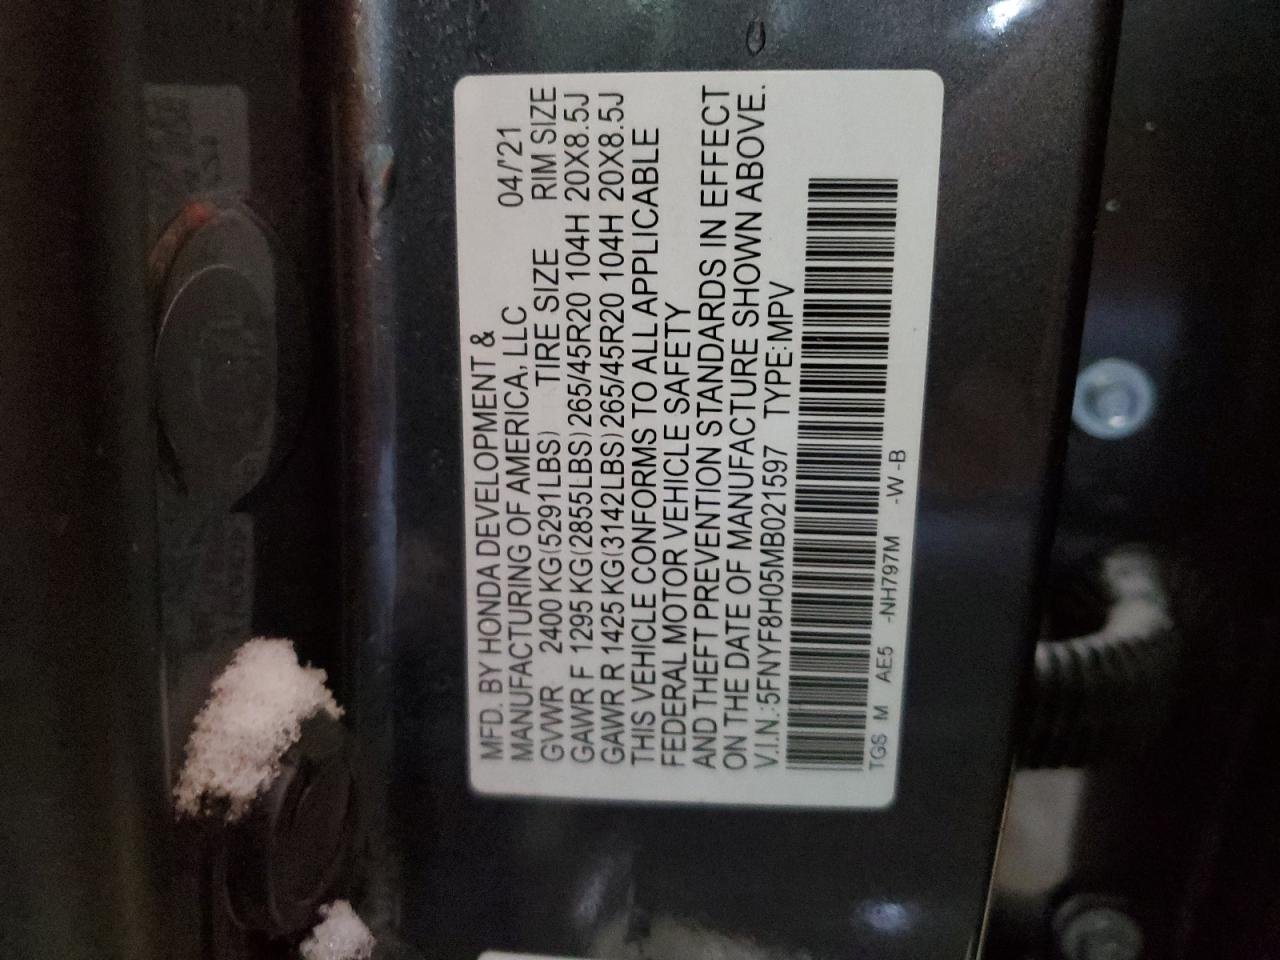 MFD. BY HONDA DEVELOPMENT &
MANUFACTURING OF AMERICA, LLC 04/'21
GVWR 2400 KG(5291LBS) TIRE SIZE RIM SIZE
GAWR F 1295 KG(2855LBS) 265/45R20 104H 20X8.5J
GAWR R 1425 KG(3142LBS) 265/45R20 104H 20X8.5J
THIS VEHICLE CONFORMS TO ALL APPLICABLE
FEDERAL MOTOR VEHICLE SAFETY
AND THEFT PREVENTION STANDARDS IN EFFECT
ON THE DATE OF MANUFACTURE SHOWN ABOVE.
V.I.N.:5FNYF8H05MB021597 TYPE:MPV
TGS M AE5 -NH797M -W -B